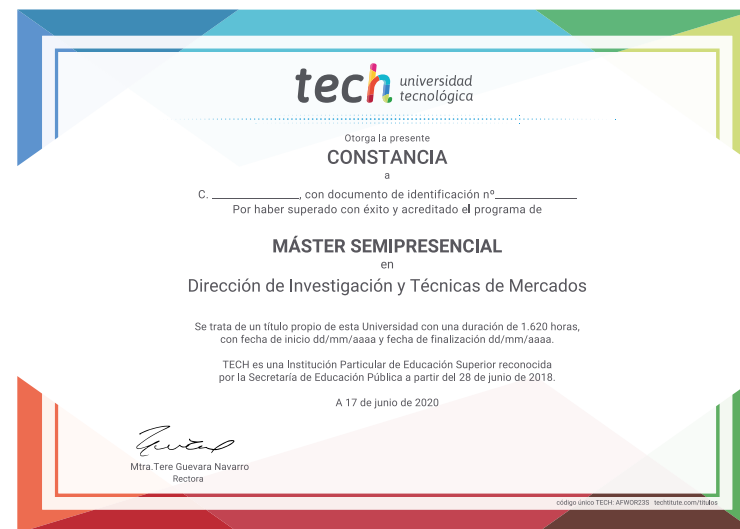 tech universidad
tecnológica
Otorga la presente
CONSTANCIA
a
C. ______________, con documento de identificación nº_____________
Por haber superado con éxito y acreditado el programa de
MÁSTER SEMIPRESENCIAL
en
Dirección de Investigación y Técnicas de Mercados
Se trata de un título propio de esta Universidad con una duración de 1.620 horas,
con fecha de inicio dd/mm/aaaa y fecha de finalización dd/mm/aaaa.
TECH es una Institución Particular de Educación Superior reconocida
por la Secretaría de Educación Pública a partir del 28 de junio de 2018.
A 17 de junio de 2020
Mtra.Tere Guevara Navarro
Rectora
código único TECH: AFWOR23S techtitute.com/titulos